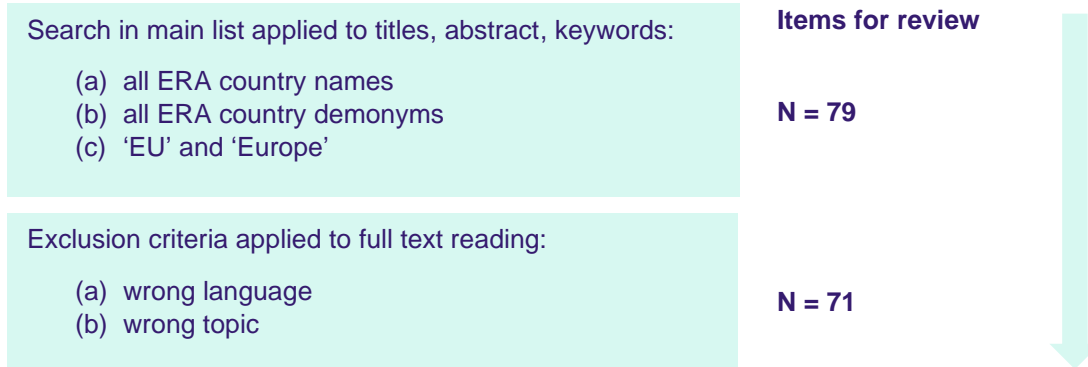 Search in main list applied to titles, abstract, keywords:
(a) all ERA country names
(b) all ERA country demonyms
(c) ‘EU’ and ‘Europe’
Items for review
N = 79
Exclusion criteria applied to full text reading:
(a) wrong language
(b) wrong topic
N = 71